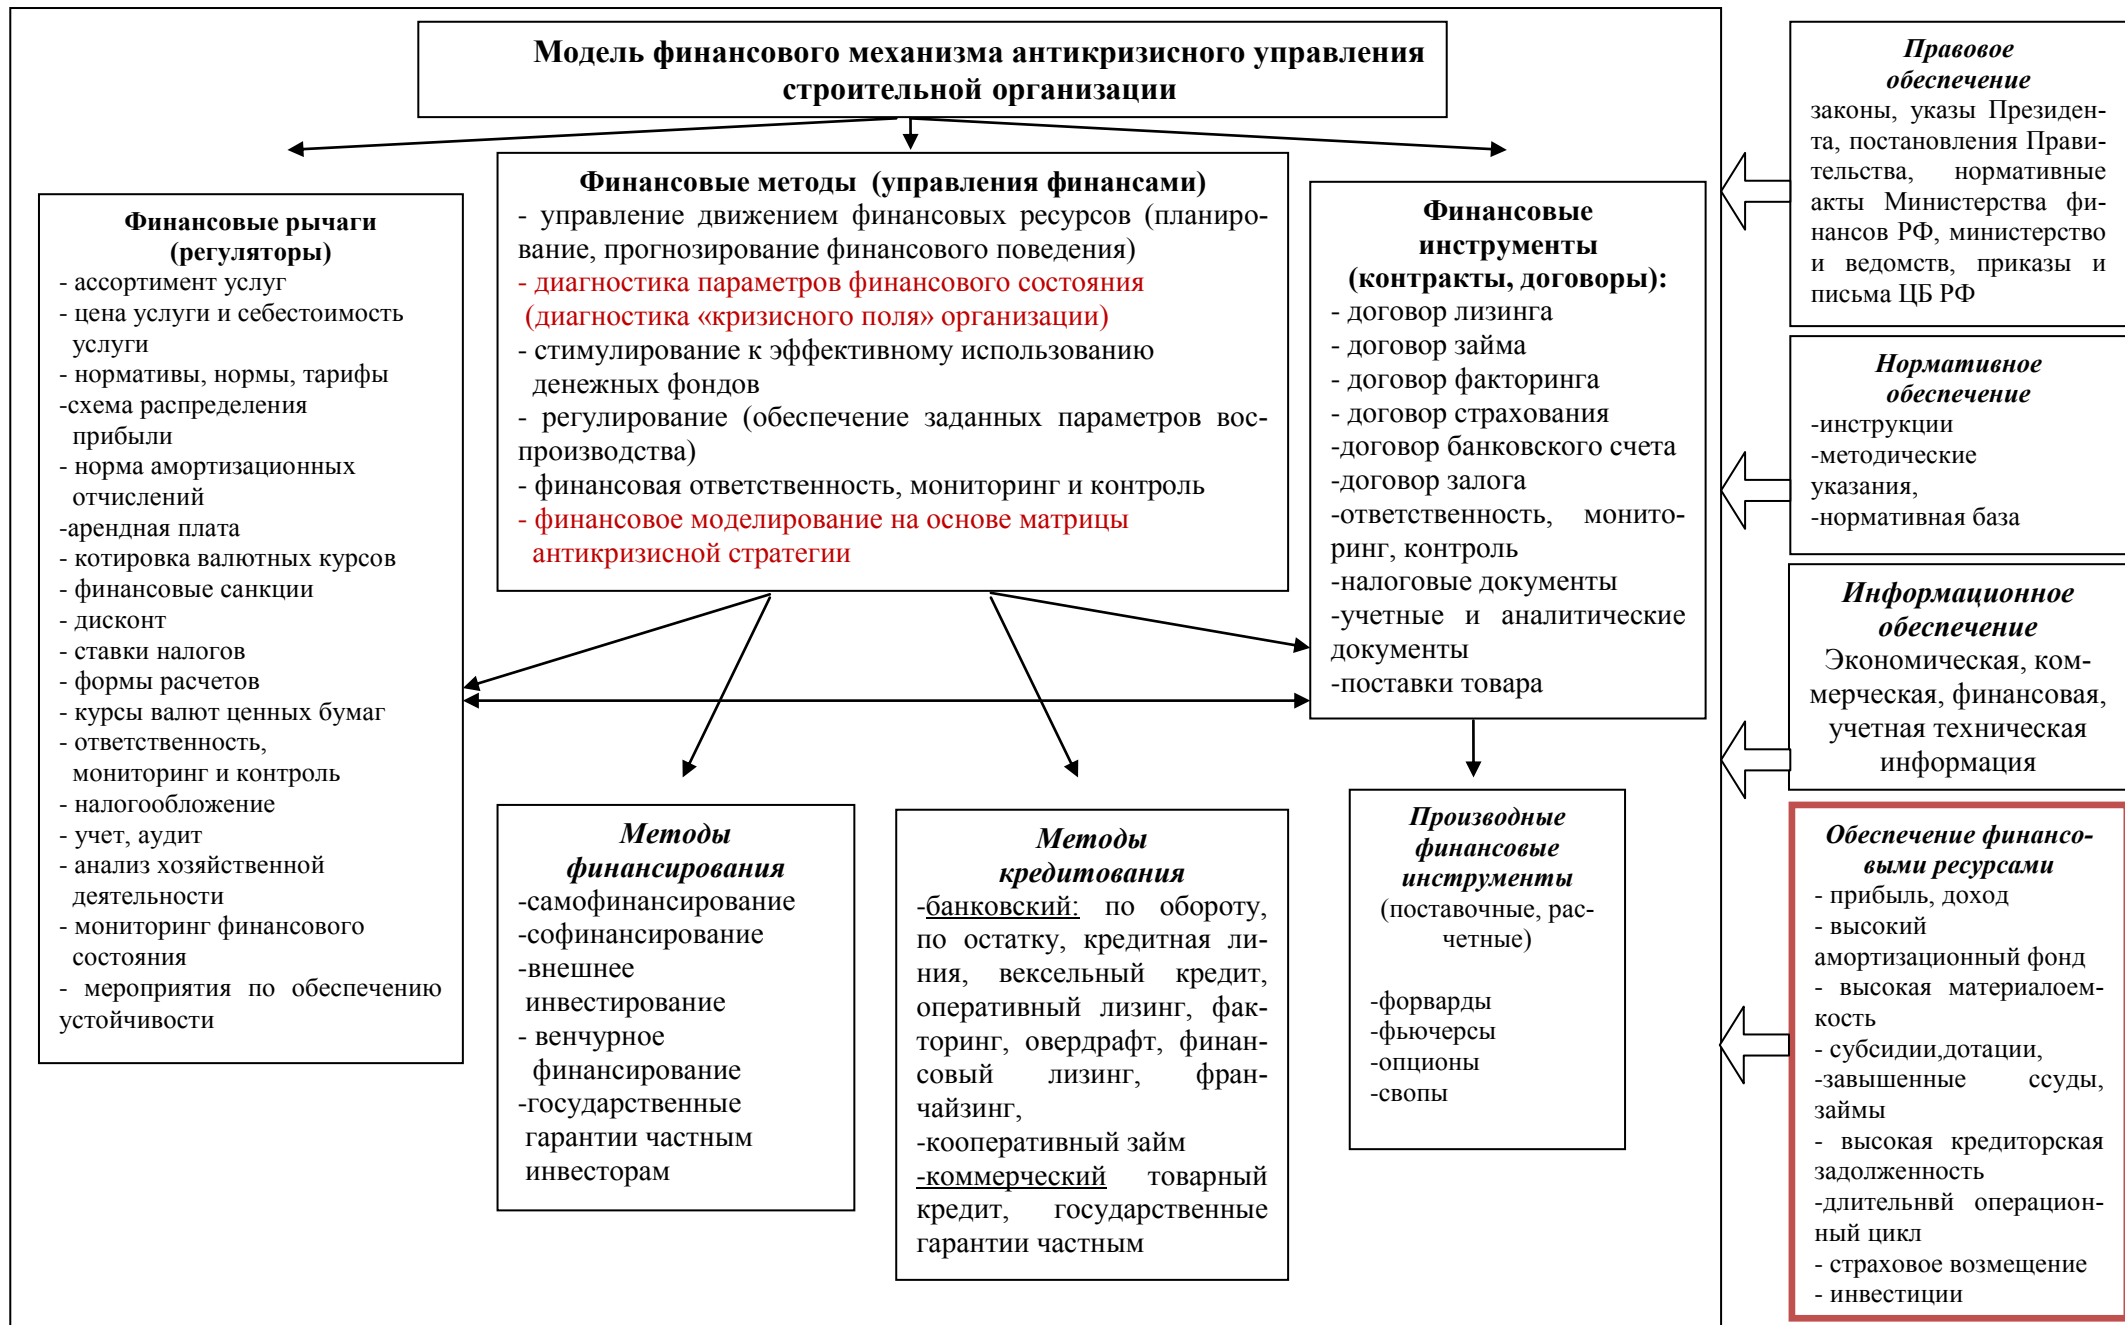 Модель финансового механизма антикризисного управления
строительной организации
Финансовые рычаги
(регуляторы)
- ассортимент услуг
- цена услуги и себестоимость
услуги
- нормативы, нормы, тарифы
-схема распределения
прибыли
- норма амортизационных
отчислений
-арендная плата
- котировка валютных курсов
- финансовые санкции
- дисконт
- ставки налогов
- формы расчетов
- курсы валют ценных бумаг
- ответственность,
мониторинг и контроль
- налогообложение
- учет, аудит
- анализ хозяйственной
деятельности
- мониторинг финансового
состояния
- мероприятия по обеспечению
устойчивости
Финансовые методы (управления финансами)
- управление движением финансовых ресурсов (планиро-
вание, прогнозирование финансового поведения)
- диагностика параметров финансового состояния
(диагностика «кризисного поля» организации)
- стимулирование к эффективному использованию
денежных фондов
- регулирование (обеспечение заданных параметров вос-
производства)
- финансовая ответственность, мониторинг и контроль
- финансовое моделирование на основе матрицы
антикризисной стратегии
Финансовые
инструменты
(контракты, договоры):
- договор лизинга
- договор займа
- договор факторинга
- договор страхования
-договор банковского счета
-договор залога
-ответственность, монито-
ринг, контроль
-налоговые документы
-учетные и аналитические
документы
-поставки товара
Методы
финансирования
-самофинансирование
-софинансирование
-внешнее
инвестирование
- венчурное
финансирование
-государственные
гарантии частным
инвесторам
Методы
кредитования
-банковский: по обороту,
по остатку, кредитная ли-
ния, вексельный кредит,
оперативный лизинг, фак-
торинг, овердрафт, финан-
совый лизинг, фран-
чайзинг,
-кооперативный займ
-коммерческий товарный
кредит, государственные
гарантии частным
Производные
финансовые
инструменты
(поставочные, рас-
четные)
-форварды
-фьючерсы
-опционы
-свопы
Правовое
обеспечение
законы, указы Президен-
та, постановления Прави-
тельства, нормативные
акты Министерства фи-
нансов РФ, министерство
и ведомств, приказы и
письма ЦБ РФ
Нормативное
обеспечение
-инструкции
-методические
указания,
-нормативная база
Информационное
обеспечение
Экономическая, ком-
мерческая, финансовая,
учетная техническая
информация
Обеспечение финансо-
выми ресурсами
- прибыль, доход
- высокий
амортизационный фонд
- высокая материалоем-
кость
- субсидии,дотации,
-завышенные ссуды,
займы
- высокая кредиторская
задолженность
-длительнвй операцион-
ный цикл
- страховое возмещение
- инвестиции